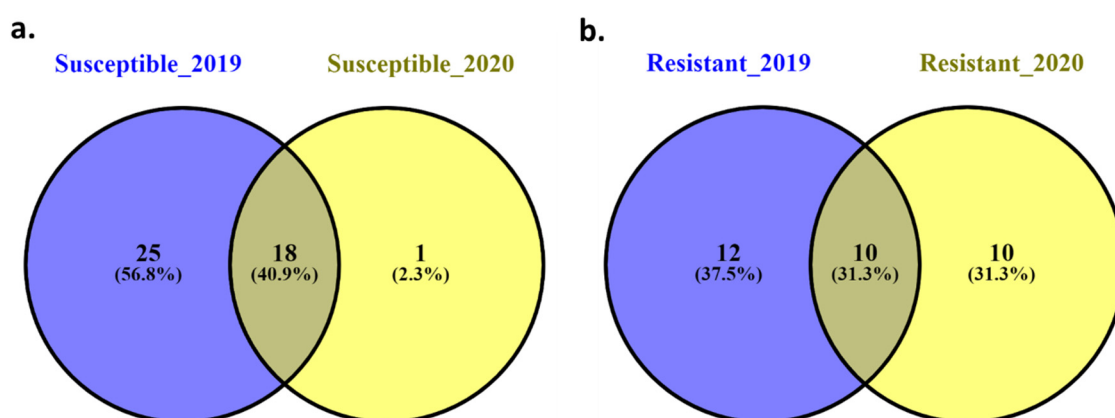 a.
Susceptible_2019
Susceptible_2020
25
(56.8%)
18
(40.9%)
1
(2.3%)
b.
Resistant_2019
Resistant_2020
12
(37.5%)
10
(31.3%)
10
(31.3%)